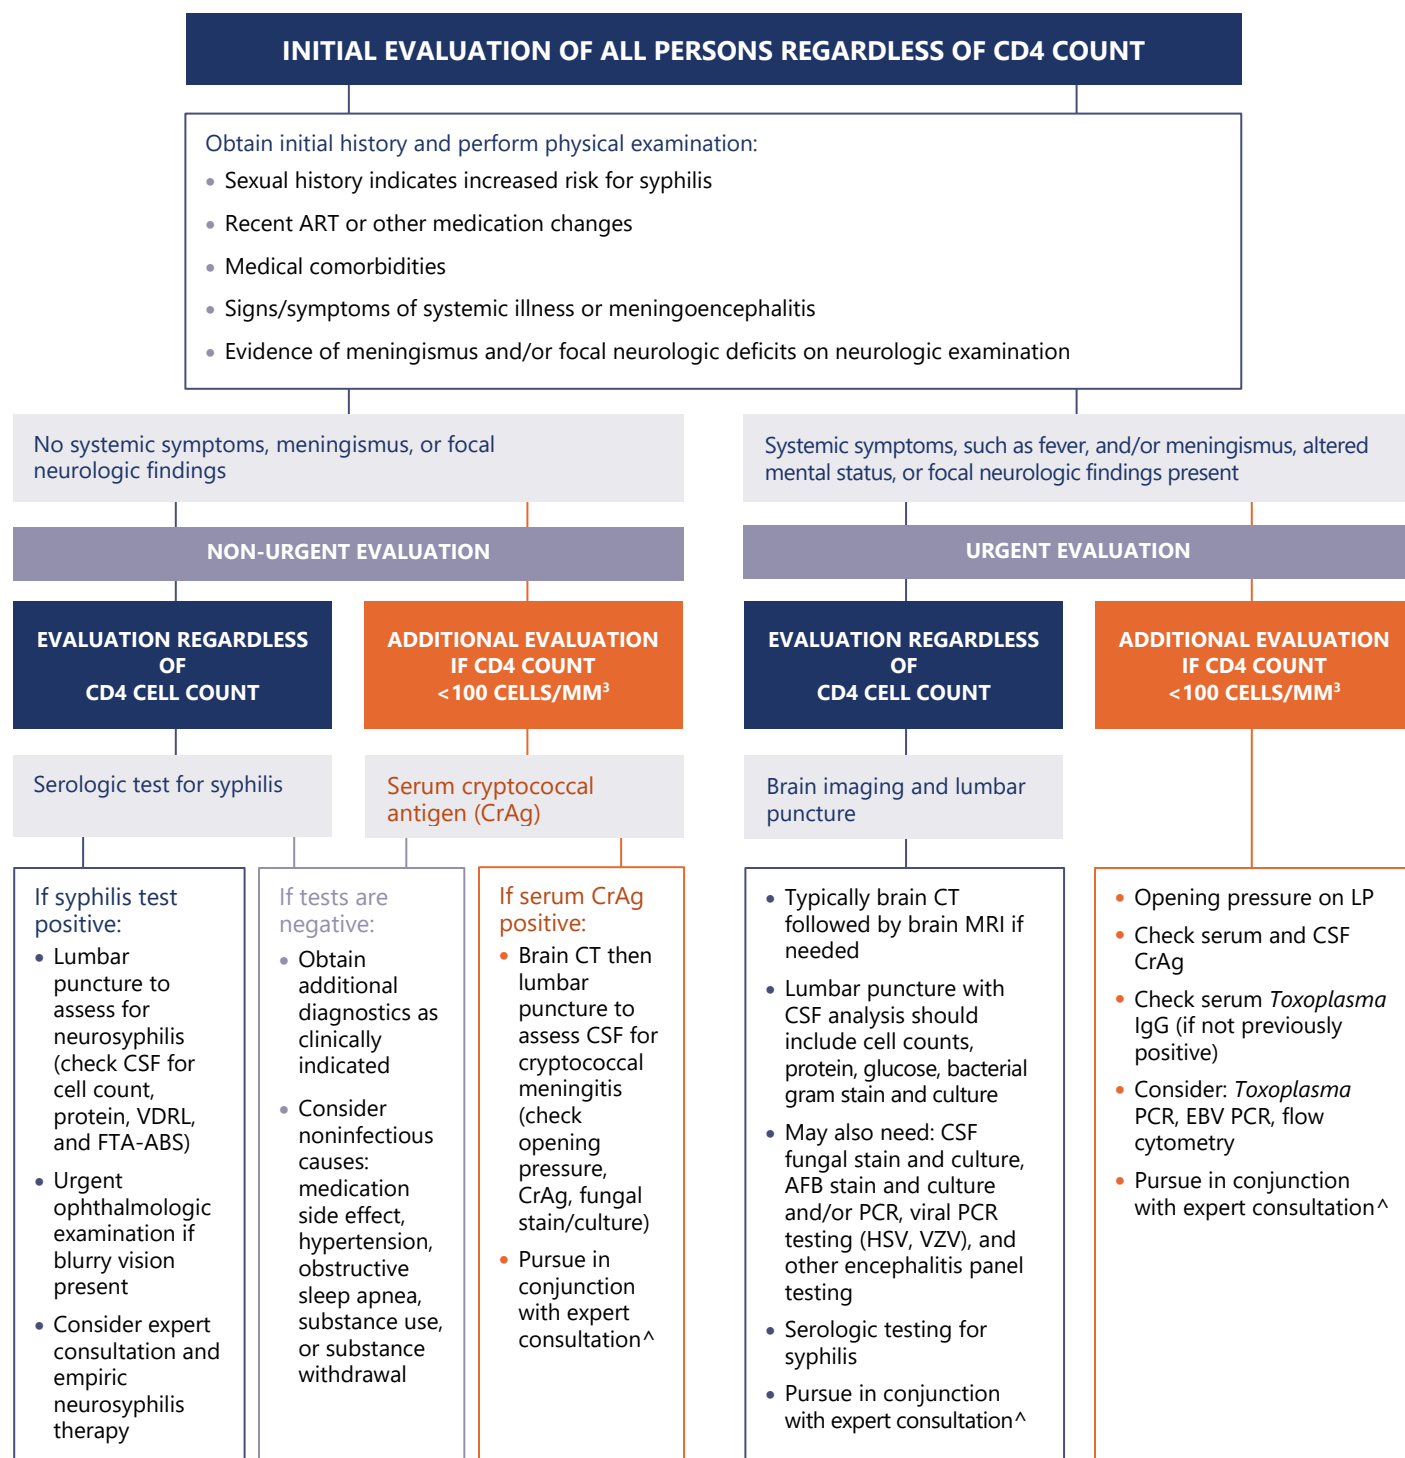 INITIAL EVALUATION OF ALL PERSONS REGARDLESS OF CD4 COUNT
Obtain initial history and perform physical examination:
• Sexual history indicates increased risk for syphilis
• Recent ART or other medication changes
• Medical comorbidities
• Signs/symptoms of systemic illness or meningoencephalitis
• Evidence of meningismus and/or focal neurologic deficits on neurologic examination
No systemic symptoms, meningismus, or focal
neurologic findings
NON-URGENT EVALUATION
EVALUATION REGARDLESS
OF
CD4 CELL COUNT
Serologic test for syphilis
ADDITIONAL EVALUATION
IF CD4 COUNT
<100 CELLS/MM³
Serum cryptococcal
antigen (CrAg)
If syphilis test
positive:
• Lumbar
puncture to
assess for
neurosyphilis
(check CSF for
cell count,
protein, VDRL,
and FTA-ABS)
• Urgent
ophthalmologic
examination if
blurry vision
present
• Consider expert
consultation and
empiric
neurosyphilis
therapy
If tests are
negative:
• Obtain
additional
diagnostics as
clinically
indicated
• Consider
noninfectious
causes:
medication
side effect,
hypertension,
obstructive
sleep apnea,
substance use,
or substance
withdrawal
If serum CrAg
positive:
• Brain CT then
lumbar
puncture to
assess CSF for
cryptococcal
meningitis
(check
opening
pressure,
CrAg, fungal
stain/culture)
• Pursue in
conjunction
with expert
consultation^
Systemic symptoms, such as fever, and/or meningismus, altered
mental status, or focal neurologic findings present
URGENT EVALUATION
EVALUATION REGARDLESS
OF
CD4 CELL COUNT
Brain imaging and lumbar
puncture
• Typically brain CT
followed by brain MRI if
needed
• Lumbar puncture with
CSF analysis should
include cell counts,
protein, glucose, bacterial
gram stain and culture
• May also need: CSF
fungal stain and culture,
AFB stain and culture
and/or PCR, viral PCR
testing (HSV, VZV), and
other encephalitis panel
testing
• Serologic testing for
syphilis
• Pursue in conjunction
with expert consultation^
ADDITIONAL EVALUATION
IF CD4 COUNT
<100 CELLS/MM³
• Opening pressure on LP
• Check serum and CSF
CrAg
• Check serum Toxoplasma
IgG (if not previously
positive)
• Consider: Toxoplasma
PCR, EBV PCR, flow
cytometry
• Pursue in conjunction
with expert consultation^